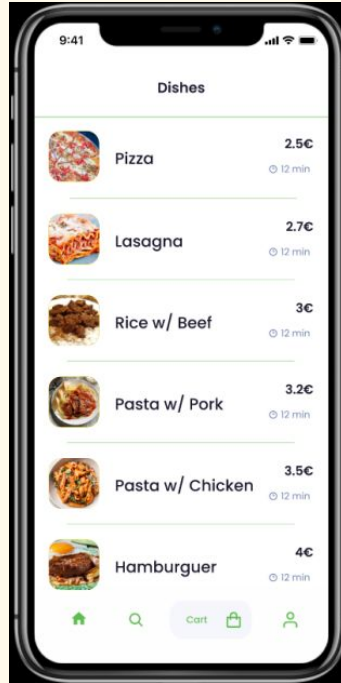 9:41
Dishes
Pizza
2.5€
12 min
Lasagna
2.7€
12 min
Rice w/ Beef
3€
12 min
Pasta w/ Pork
3.2€
12 min
Pasta w/ Chicken
3.5€
12 min
Hamburguer
4€
12 min
Cart